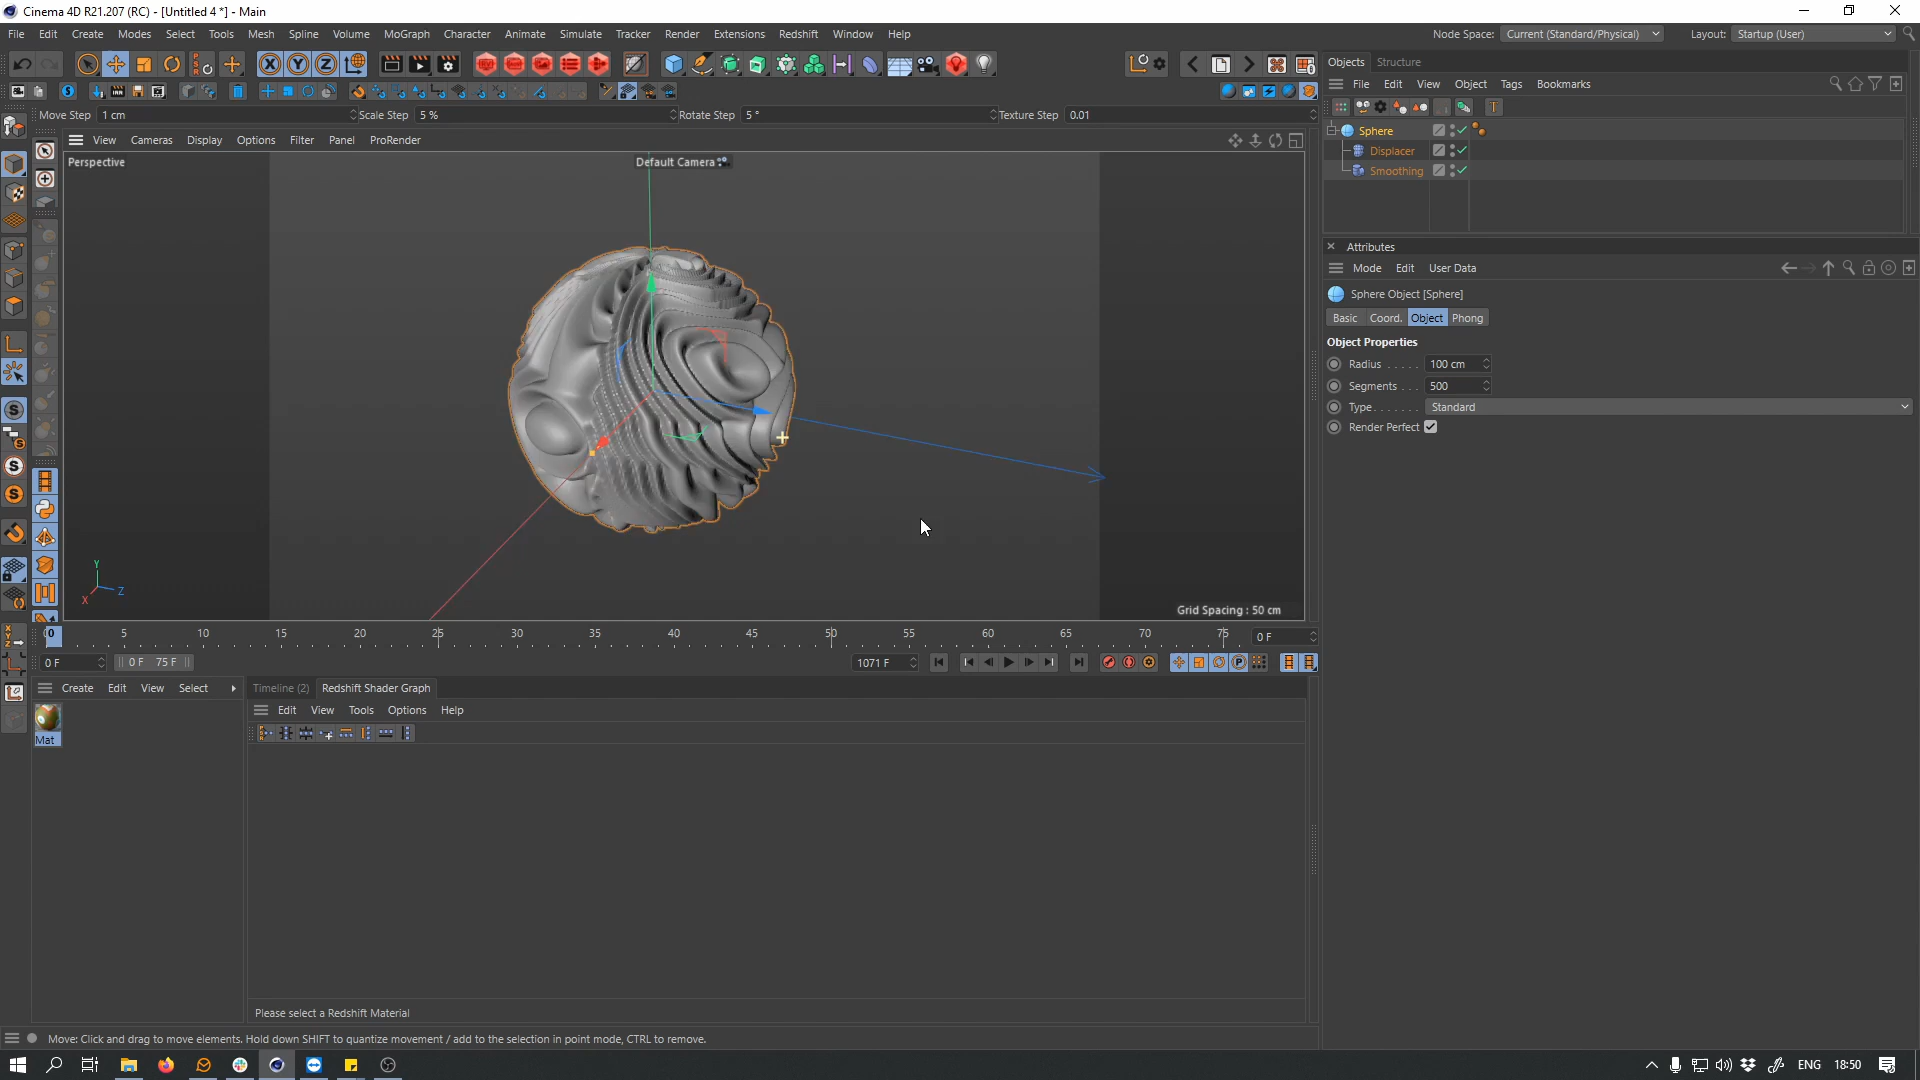 Cinema 4D R21.207 (RC) - [Untitled 4 *] - Main
File Edit Create Modes Select Tools Mesh Spline Volume MoGraph Character Animate Simulate Tracker Render Extensions Redshift Window Help Node Space: Current (Standard/Physical) Layout: Startup (User)
Objects Structure
File Edit View Object Tags Bookmarks
Move Step 1 cm Scale Step 5 % Rotate Step 5 ° Texture Step 0.01
Sphere
Displacer
Smoothing
View Cameras Display Options Filter Panel ProRender
Perspective Default Camera
Attributes
Mode Edit User Data
Sphere Object [Sphere]
Basic Coord. Object Phong
Object Properties
Radius . . . . . 100 cm
Segments . . . 500
Type. . . . . . . Standard
Render Perfect
Y
Z
X
Grid Spacing : 50 cm
0 5 10 15 20 25 30 35 40 45 50 55 60 65 70 75 0 F
0 F 0 F 75 F 1071 F
Create Edit View Select Timeline (2) Redshift Shader Graph
Edit View Tools Options Help
Mat
Please select a Redshift Material
Move: Click and drag to move elements. Hold down SHIFT to quantize movement / add to the selection in point mode, CTRL to remove.
ENG 18:50